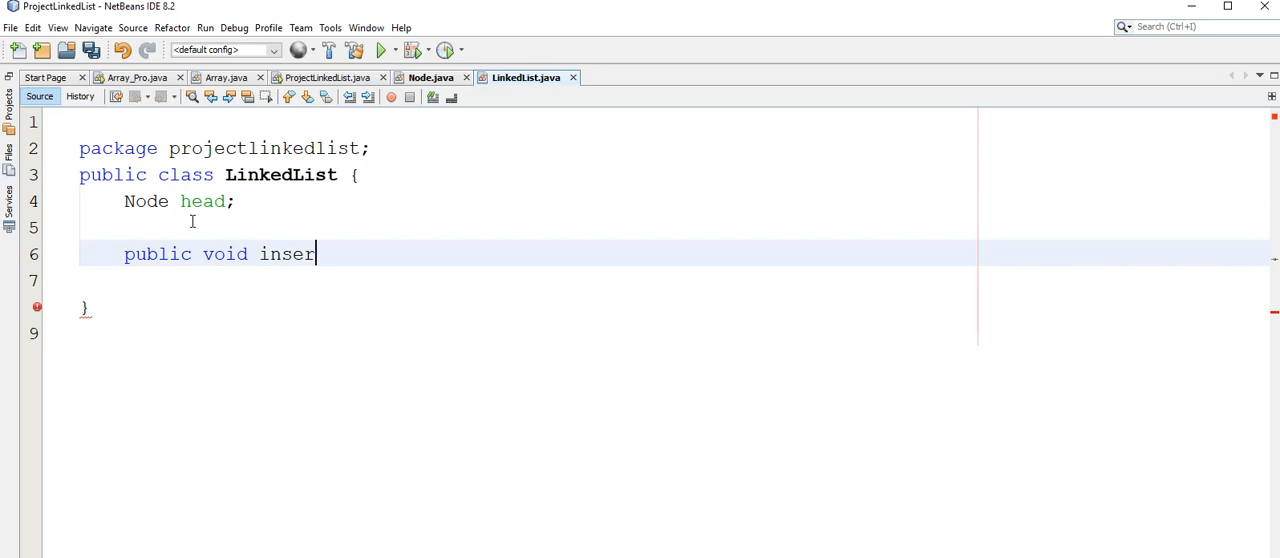 ProjectLinkedList - NetBeans IDE 8.2
File Edit View Navigate Source Refactor Run Debug Profile Team Tools Window Help
Search (Ctrl+I)
<default config>
Start Page Array_Pro.java Array.java ProjectLinkedList.java Node.java LinkedList.java
Source History
Projects
Files
Services
1
2 package projectlinkedlist;
3 public class LinkedList {
4 Node head;
5
6 public void inser
7
}
9